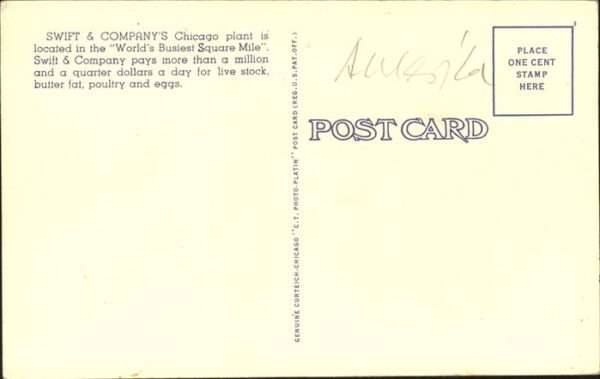 SWIFT & COMPANY'S Chicago plant is
located in the "World's Busiest Square Mile".
Swift & Company pays more than a million
and a quarter dollars a day for live stock,
butter fat, poultry and eggs.
GENUINE CURTEICH-CHICAGO "C.T. PHOTO-PLATIN" POST CARD (REG. U.S. PAT. OFF.)
POST CARD
PLACE
ONE CENT
STAMP
HERE